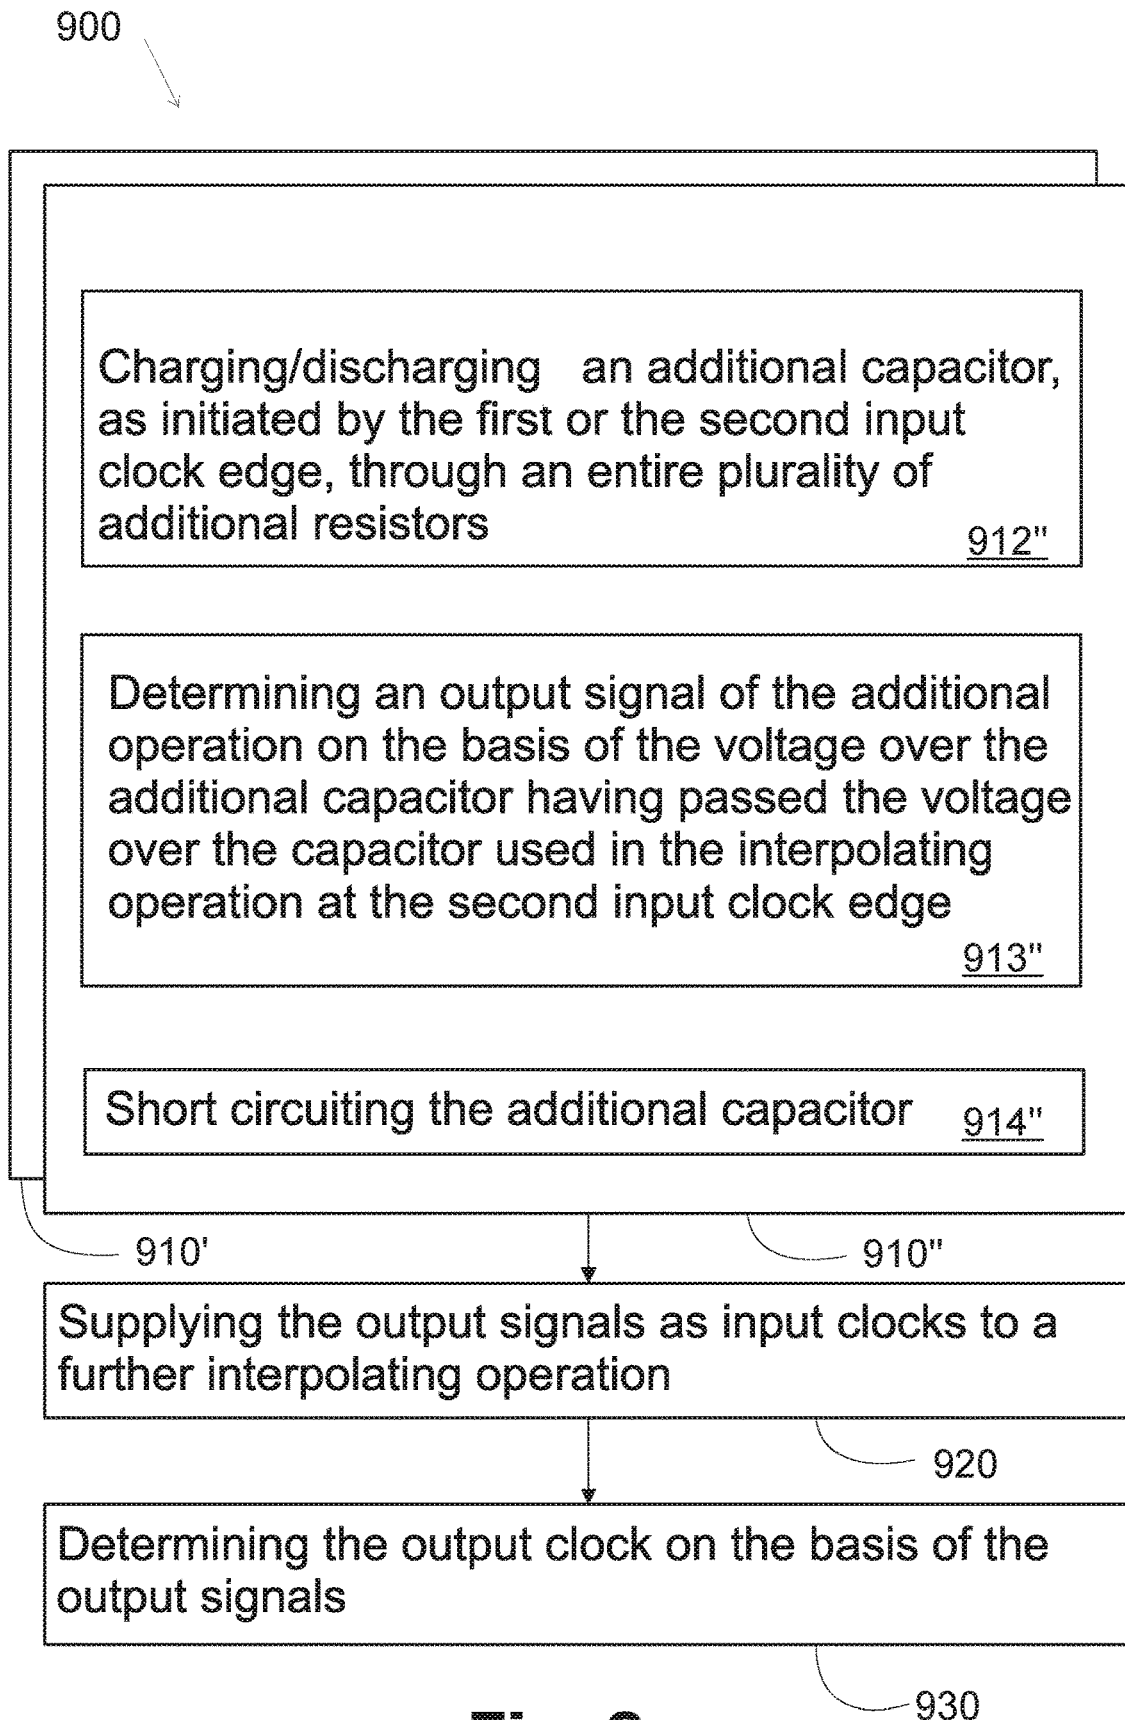 900
Charging/discharging an additional capacitor,
as initiated by the first or the second input
clock edge, through an entire plurality of
additional resistors
912"
Determining an output signal of the additional
operation on the basis of the voltage over the
additional capacitor having passed the voltage
over the capacitor used in the interpolating
operation at the second input clock edge
913"
Short circuiting the additional capacitor 914"
910'
910"
Supplying the output signals as input clocks to a
further interpolating operation
920
Determining the output clock on the basis of the
output signals
930